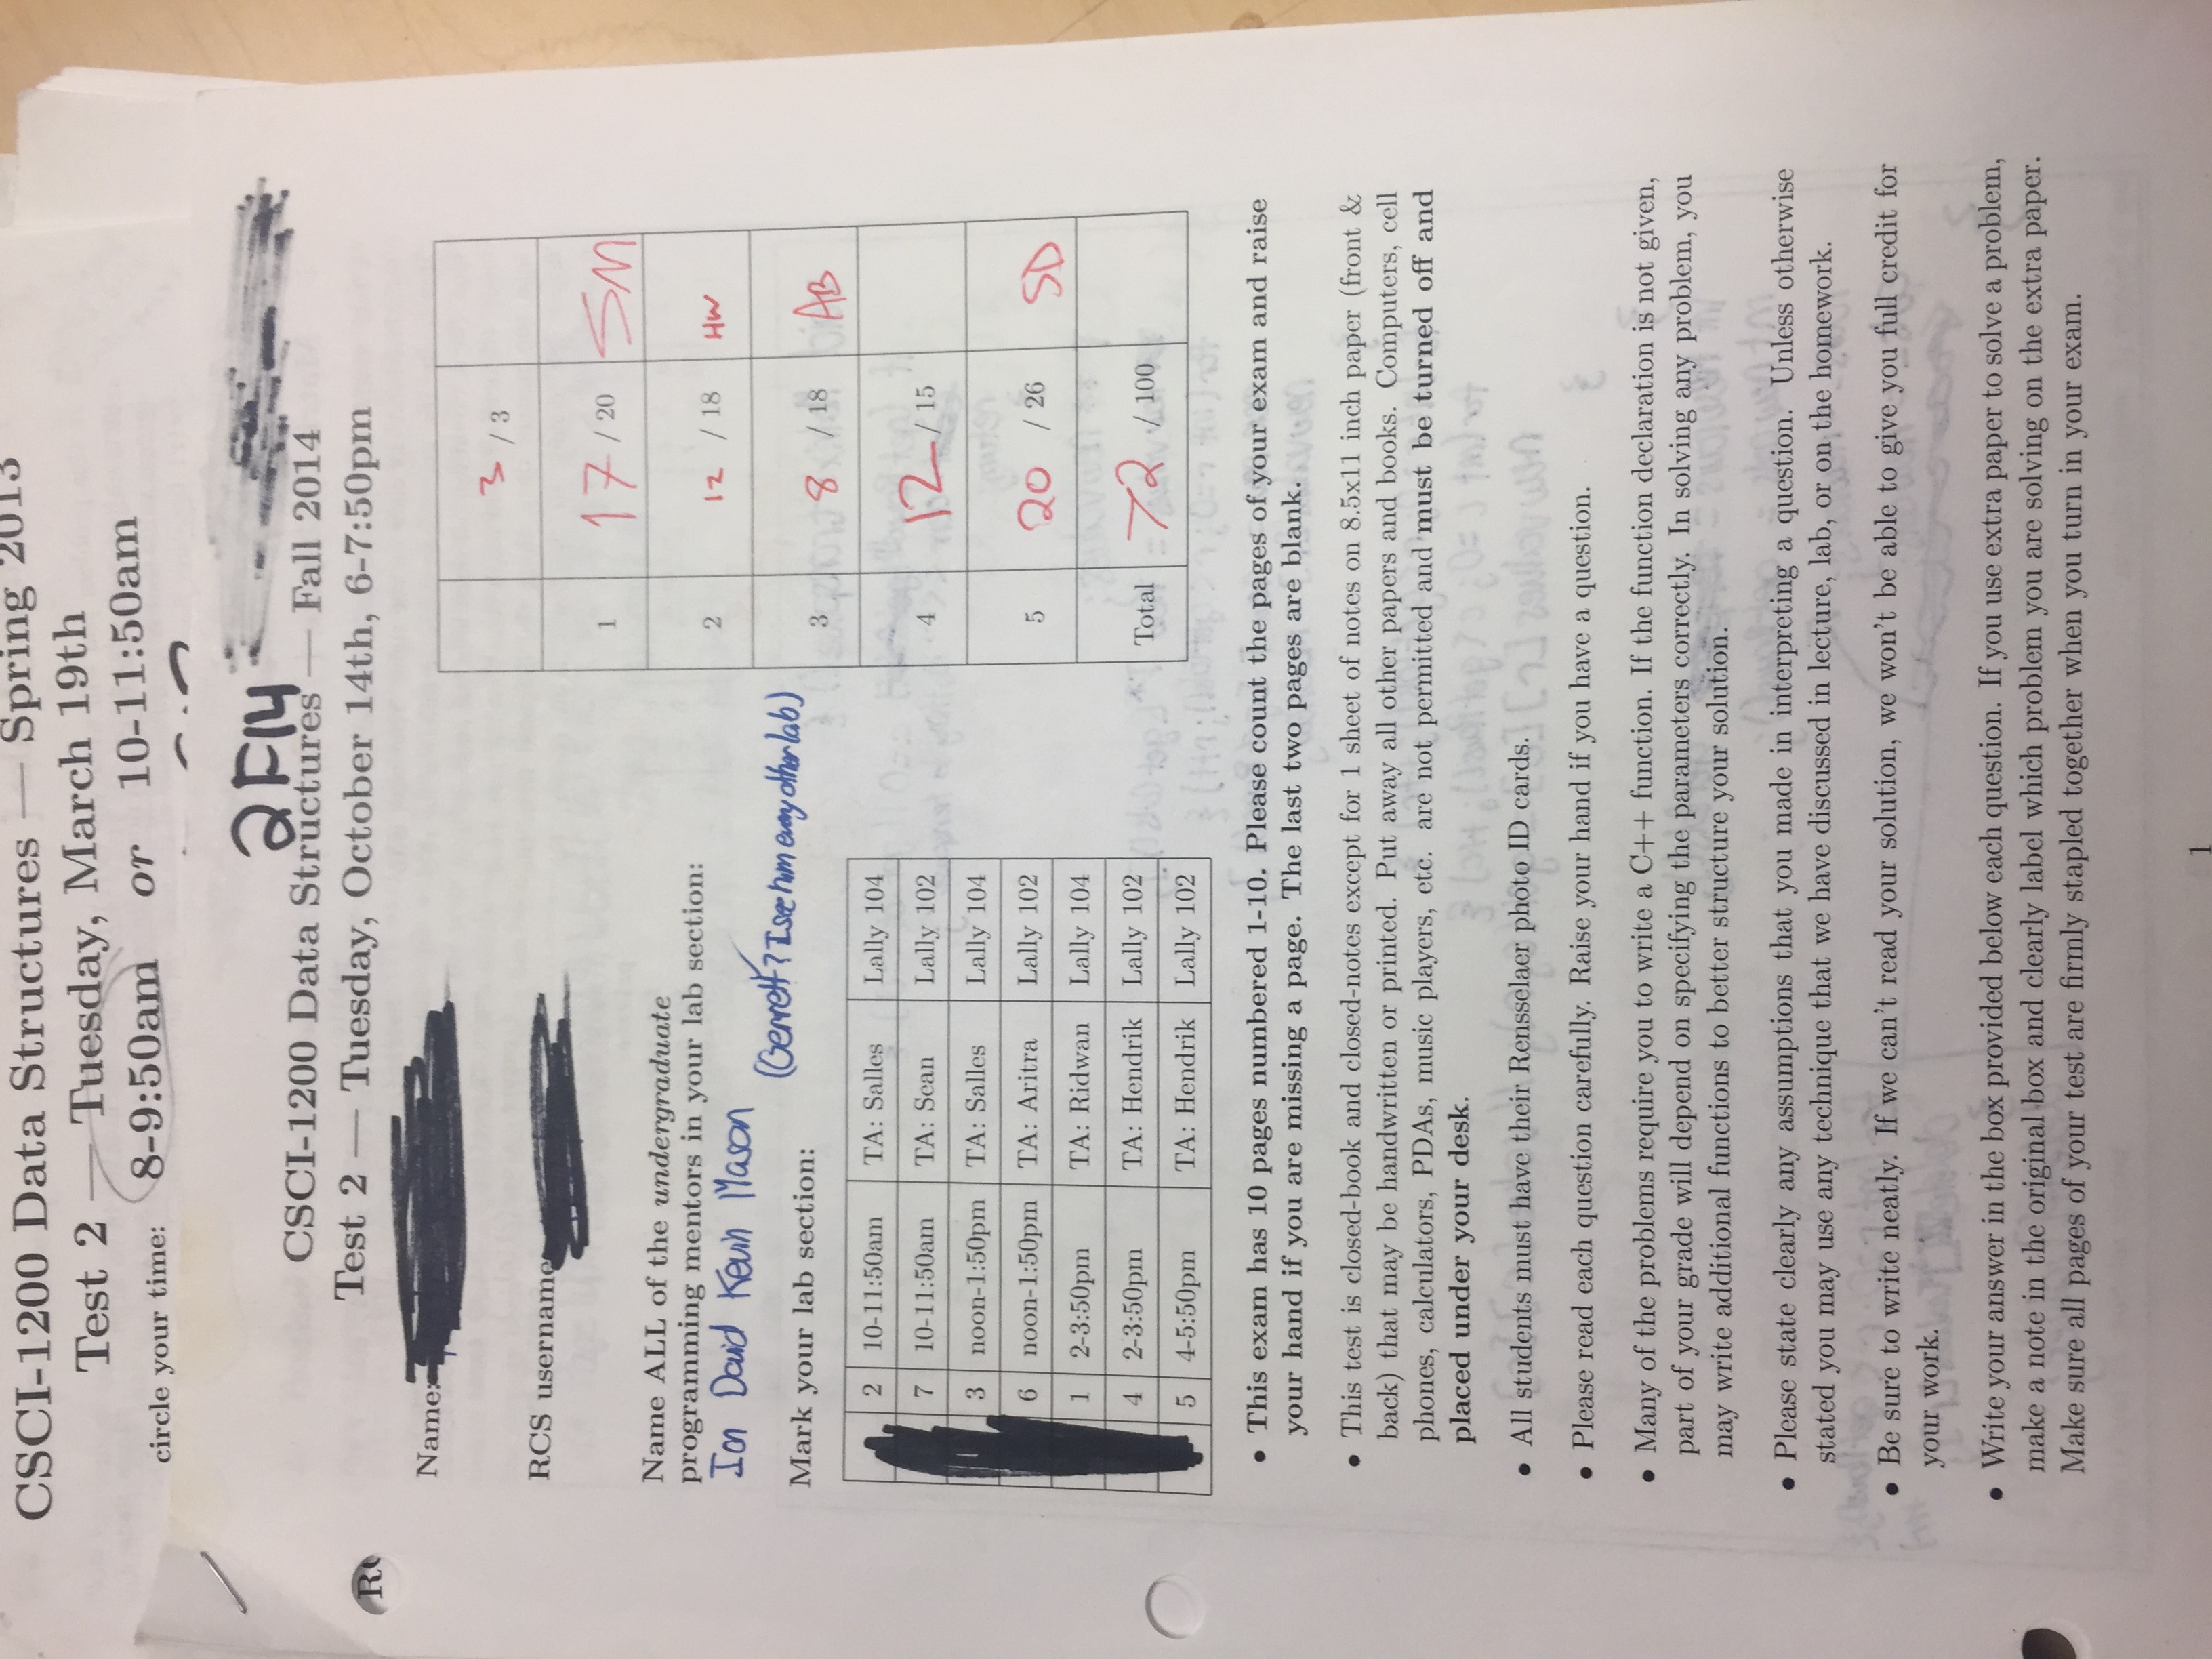 CSCI-1200 Data Structures — Spring 2013
Test 2 — Tuesday, March 19th
circle your time: 8-9:50am or 10-11:50am
2F14
CSCI-1200 Data Structures — Fall 2014
Test 2 — Tuesday, October 14th, 6-7:50pm
Name:
RCS username
Name ALL of the undergraduate
programming mentors in your lab section:
Ian David Kevin Mason
(Gerrett?? I see him every other lab)
Mark your lab section:
2 10-11:50am TA: Salles Lally 104
7 10-11:50am TA: Sean Lally 102
3 noon-1:50pm TA: Salles Lally 104
6 noon-1:50pm TA: Aritra Lally 102
1 2-3:50pm TA: Ridwan Lally 104
4 2-3:50pm TA: Hendrik Lally 102
5 4-5:50pm TA: Hendrik Lally 102
3 / 3
1 17 / 20 SM
2 12 / 18 HW
3 8 / 18 AB
4 12 / 15
5 20 / 26 SD
Total 72 / 100
• This exam has 10 pages numbered 1-10. Please count the pages of your exam and raise
your hand if you are missing a page. The last two pages are blank.
• This test is closed-book and closed-notes except for 1 sheet of notes on 8.5x11 inch paper (front &
back) that may be handwritten or printed. Put away all other papers and books. Computers, cell
phones, calculators, PDAs, music players, etc. are not permitted and must be turned off and
placed under your desk.
• All students must have their Rensselaer photo ID cards.
• Please read each question carefully. Raise your hand if you have a question.
• Many of the problems require you to write a C++ function. If the function declaration is not given,
part of your grade will depend on specifying the parameters correctly. In solving any problem, you
may write additional functions to better structure your solution.
• Please state clearly any assumptions that you made in interpreting a question. Unless otherwise
stated you may use any technique that we have discussed in lecture, lab, or on the homework.
• Be sure to write neatly. If we can't read your solution, we won't be able to give you full credit for
your work.
• Write your answer in the box provided below each question. If you use extra paper to solve a problem,
make a note in the original box and clearly label which problem you are solving on the extra paper.
Make sure all pages of your test are firmly stapled together when you turn in your exam.
1